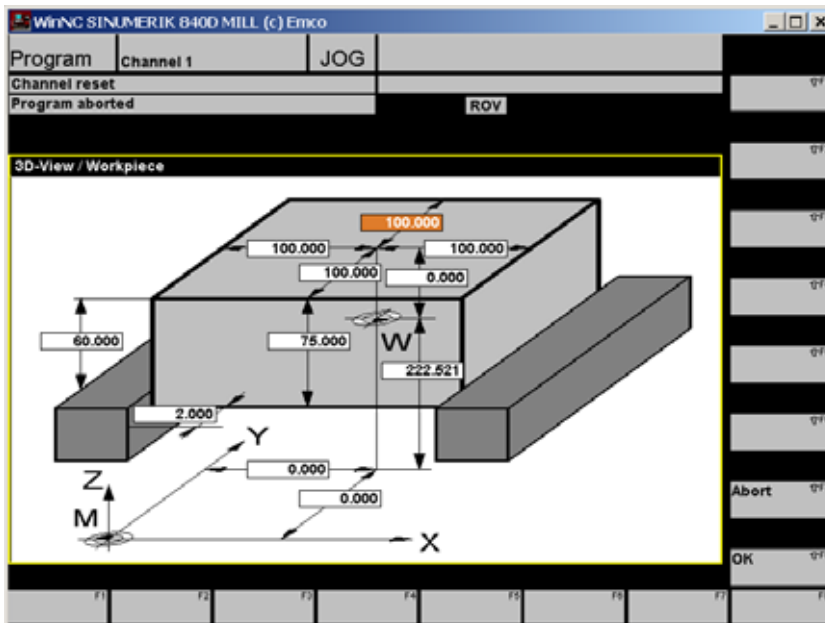 WinNC SINUMERIK 840D MILL (c) Emco
Program Channel 1 JOG
Channel reset
Program aborted ROV
3D-View / Workpiece
100.000
100.000 100.000
100.000 0.000
60.000 75.000 W
222.521
2.000
Y
0.000
Z
0.000
M
X
Abort
OK
F1 F2 F3 F4 F5 F6 F7